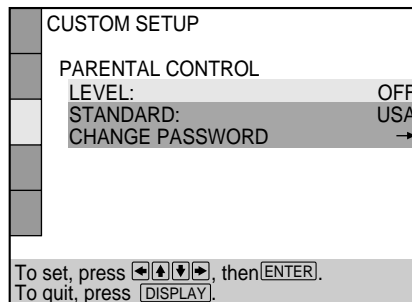 CUSTOM SETUP
PARENTAL CONTROL
LEVEL: OFF
STANDARD: USA
CHANGE PASSWORD →
To set, press ←↑↓→, then ENTER.
To quit, press DISPLAY.